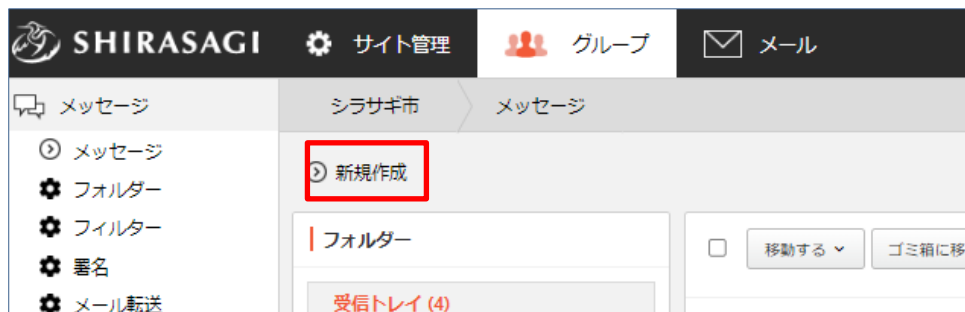 SHIRASAGI サイト管理 グループ メール
メッセージ
シラサギ市 メッセージ
メッセージ
新規作成
フォルダー
フィルター
フォルダー
移動する ゴミ箱に移
署名
メール転送
受信トレイ (4)